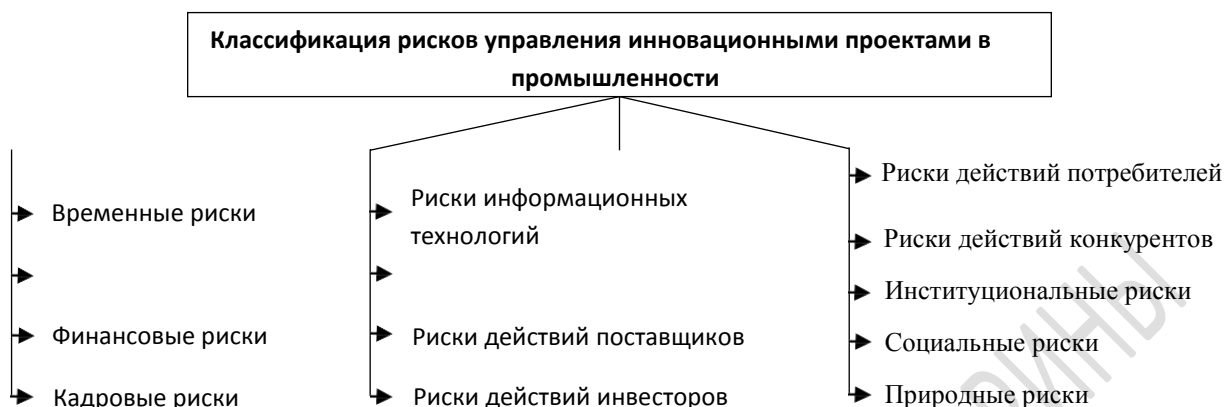 Классификация рисков управления инновационными проектами в
промышленности
Временные риски
Финансовые риски
Кадровые риски
Риски информационных
технологий
Риски действий поставщиков
Риски действий инвесторов
Риски действий потребителей
Риски действий конкурентов
Институциональные риски
Социальные риски
Природные риски